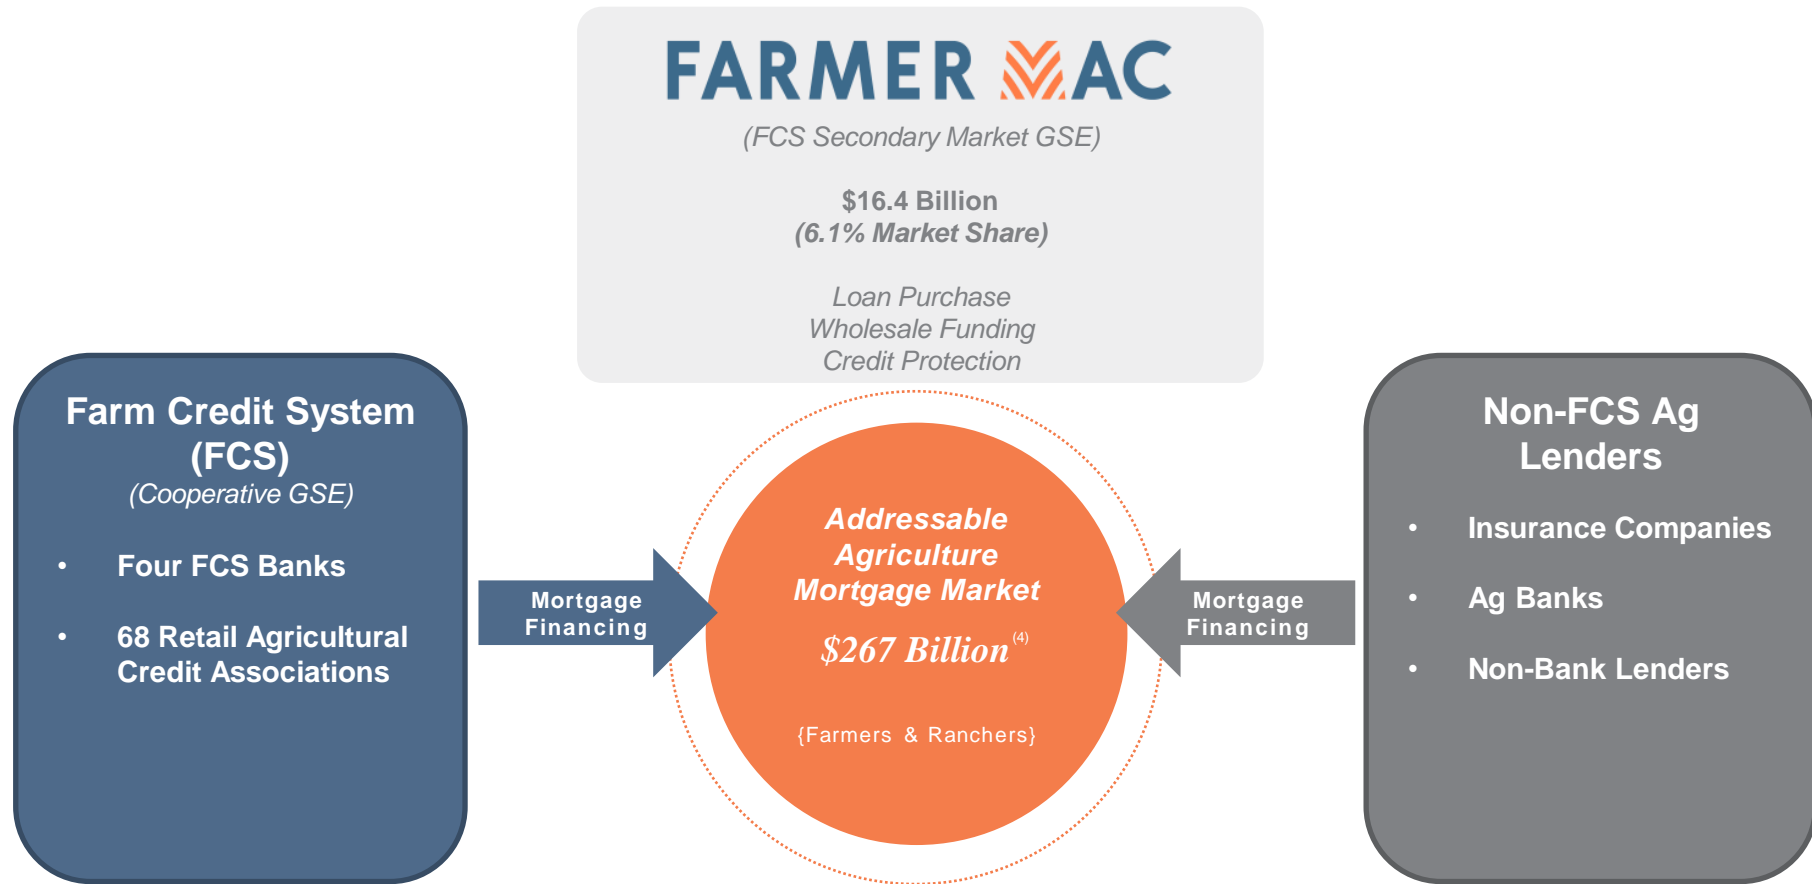 FARMER MAC
(FCS Secondary Market GSE)
$16.4 Billion
(6.1% Market Share)
Loan Purchase
Wholesale Funding
Credit Protection
Farm Credit System
(FCS)
(Cooperative GSE)
• Four FCS Banks
• 68 Retail Agricultural
Credit Associations
Mortgage
Financing
Addressable
Agriculture
Mortgage Market
$267 Billion (4)
{Farmers & Ranchers}
Mortgage
Financing
Non-FCS Ag
Lenders
• Insurance Companies
• Ag Banks
• Non-Bank Lenders